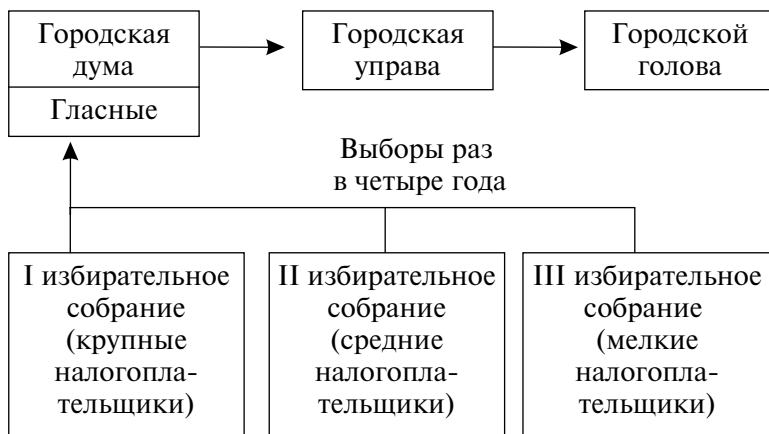 Городская
дума
Гласные
Городская
управа
Городской
голова
Выборы раз
в четыре года
I избирательное
собрание
(крупные
налогопла-
тельщики)
II избирательное
собрание
(средние
налогопла-
тельщики)
III избирательное
собрание
(мелкие
налогопла-
тельщики)